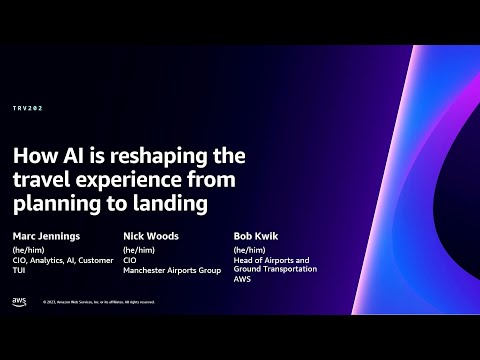 TRV202
How AI is reshaping the
travel experience from
planning to landing
Marc Jennings
(he/him)
CIO, Analytics, AI, Customer
TUI
Nick Woods
(he/him)
CIO
Manchester Airports Group
Bob Kwik
(he/him)
Head of Airports and
Ground Transportation
AWS
aws
© 2023, Amazon Web Services, Inc. or its affiliates. All rights reserved.